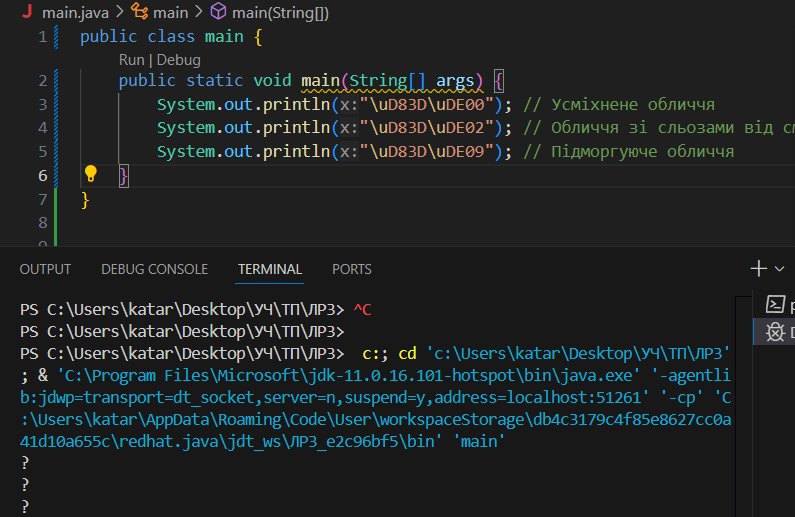 main.java > main > main(String[])
1 public class main {
Run | Debug
2 public static void main(String[] args) {
3 System.out.println(x:"\uD83D\uDE00"); // Усміхнене обличчя
4 System.out.println(x:"\uD83D\uDE02"); // Обличчя зі сльозами від
5 System.out.println(x:"\uD83D\uDE09"); // Підморгуюче обличчя
6 }
7 }
8
9
OUTPUT DEBUG CONSOLE TERMINAL PORTS
PS C:\Users\katar\Desktop\УЧ\ТП\ЛР3> ^C
PS C:\Users\katar\Desktop\УЧ\ТП\ЛР3>
PS C:\Users\katar\Desktop\УЧ\ТП\ЛР3> c:; cd 'c:\Users\katar\Desktop\УЧ\ТП\ЛР3'
; & 'C:\Program Files\Microsoft\jdk-11.0.16.101-hotspot\bin\java.exe' '-agentli
b:jdwp=transport=dt_socket,server=n,suspend=y,address=localhost:51261' '-cp' 'C
:\Users\katar\AppData\Roaming\Code\User\workspaceStorage\db4c3179c4f85e8627cc0a
41d10a655c\redhat.java\jdt_ws\ЛР3_e2c96bf5\bin' 'main'
?
?
?